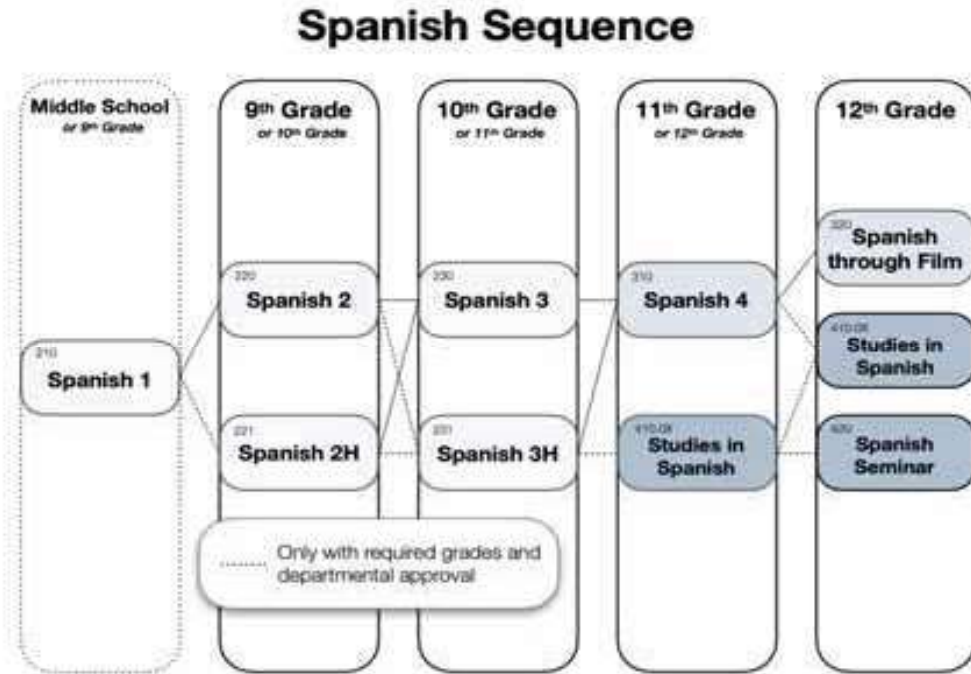 Spanish Sequence
Middle School
or 9th Grade
9th Grade
or 10th Grade
10th Grade
or 11th Grade
11th Grade
or 12th Grade
12th Grade
210
Spanish 1
220
Spanish 2
221
Spanish 2H
230
Spanish 3
231
Spanish 3H
310
Spanish 4
410.0X
Studies in
Spanish
320
Spanish
through Film
410.0X
Studies in
Spanish
420
Spanish
Seminar
Only with required grades and
departmental approval